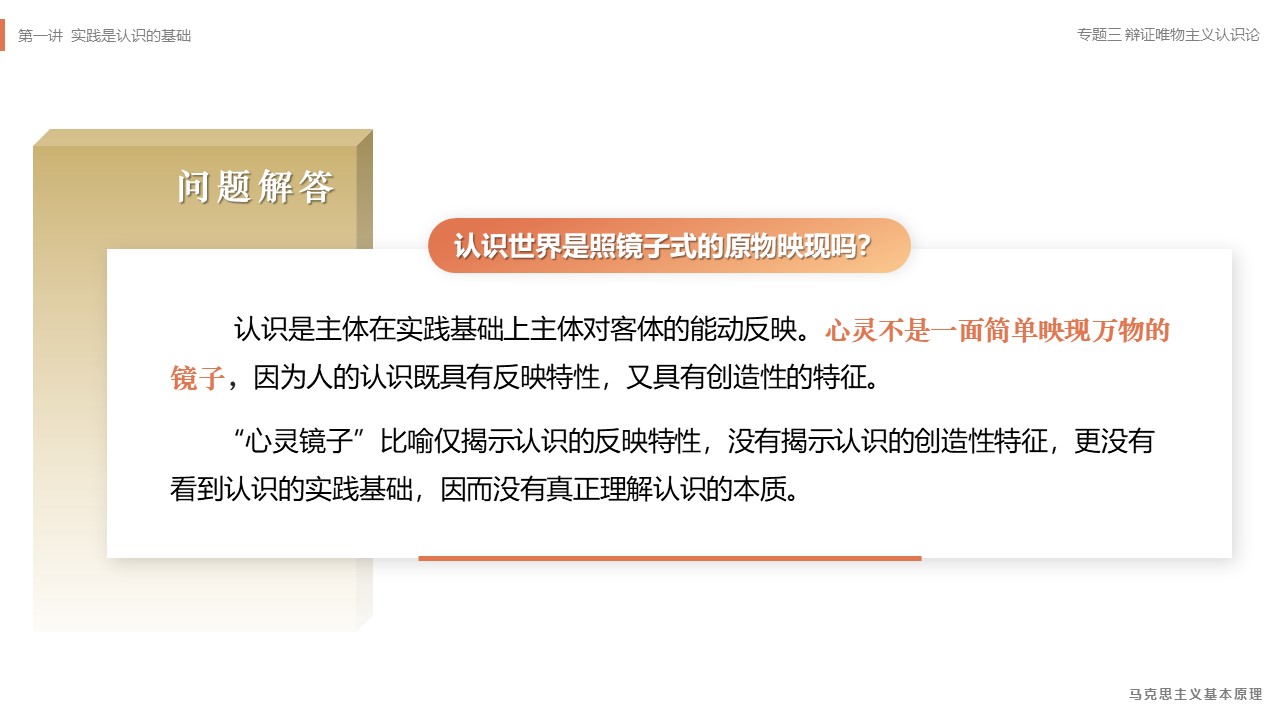 第一讲 实践是认识的基础
专题三 辩证唯物主义认识论
问题解答
认识世界是照镜子式的原物映现吗？
认识是主体在实践基础上主体对客体的能动反映。心灵不是一面简单映现万物的
镜子，因为人的认识既具有反映特性，又具有创造性的特征。
“心灵镜子”比喻仅揭示认识的反映特性，没有揭示认识的创造性特征，更没有
看到认识的实践基础，因而没有真正理解认识的本质。
马克思主义基本原理